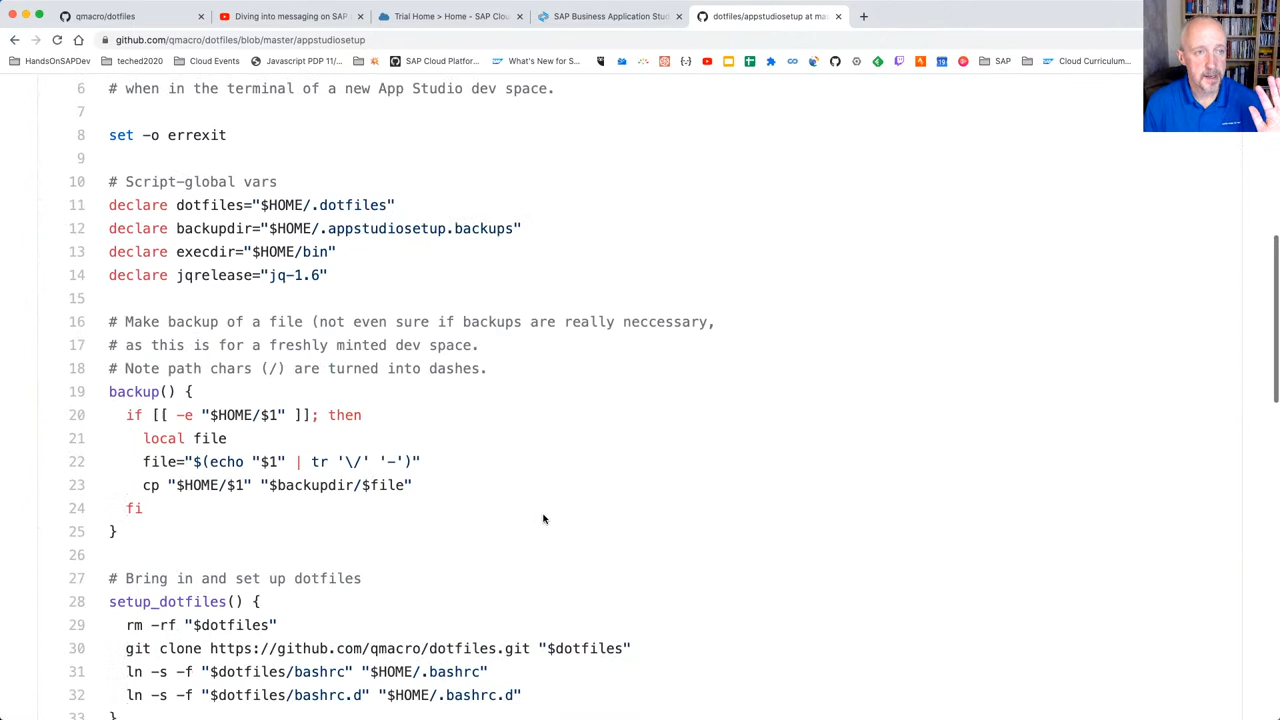 qmacro/dotfiles
Diving into messaging on SAP
Trial Home > Home - SAP Clou
SAP Business Application Stud
dotfiles/appstudiosetup at mas
github.com/qmacro/dotfiles/blob/master/appstudiosetup
HandsOnSAPDev
teched2020
Cloud Events
Javascript PDP 11/...
SAP Cloud Platfor...
What's New for S...
SAP
Cloud Curriculum...
6 # when in the terminal of a new App Studio dev space.
7
8 set -o errexit
9
10 # Script-global vars
11 declare dotfiles="$HOME/.dotfiles"
12 declare backupdir="$HOME/.appstudiosetup.backups"
13 declare execdir="$HOME/bin"
14 declare jqrelease="jq-1.6"
15
16 # Make backup of a file (not even sure if backups are really neccessary,
17 # as this is for a freshly minted dev space.
18 # Note path chars (/) are turned into dashes.
19 backup() {
20 if [[ -e "$HOME/$1" ]]; then
21 local file
22 file="$(echo "$1" | tr '\/' '-')"
23 cp "$HOME/$1" "$backupdir/$file"
24 fi
25 }
26
27 # Bring in and set up dotfiles
28 setup_dotfiles() {
29 rm -rf "$dotfiles"
30 git clone https://github.com/qmacro/dotfiles.git "$dotfiles"
31 ln -s -f "$dotfiles/bashrc" "$HOME/.bashrc"
32 ln -s -f "$dotfiles/bashrc.d" "$HOME/.bashrc.d"
33 }